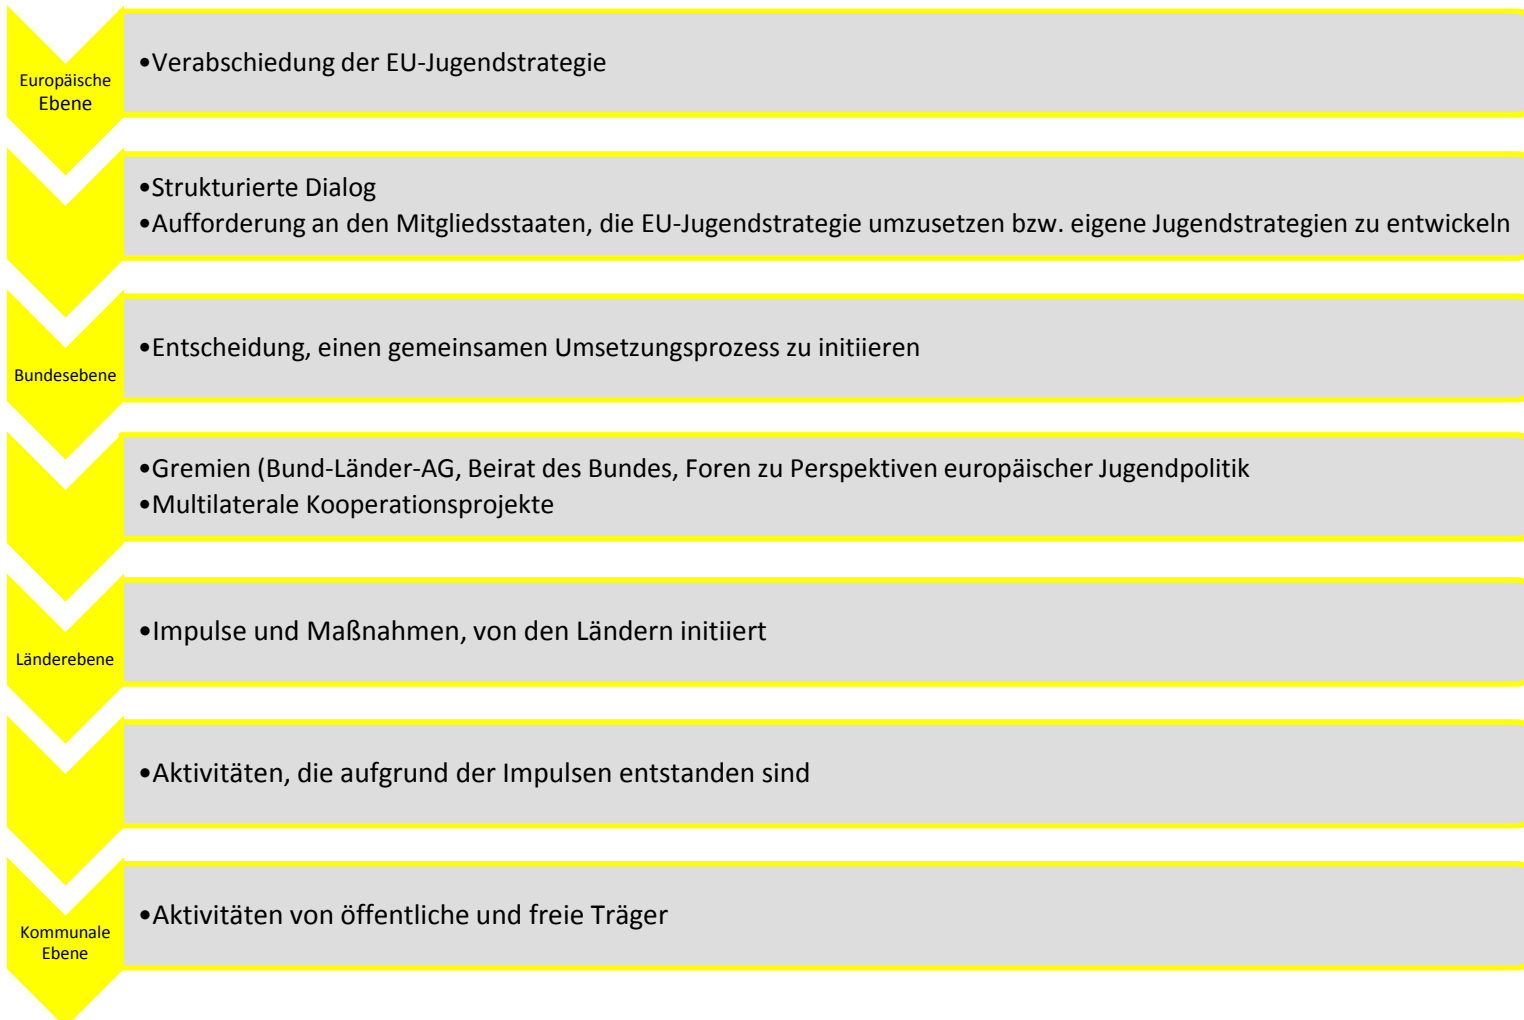 Europäische
Ebene
•Verabschiedung der EU-Jugendstrategie
•Strukturierte Dialog
•Aufforderung an den Mitgliedsstaaten, die EU-Jugendstrategie umzusetzen bzw. eigene Jugendstrategien zu entwickeln
Bundesebene
•Entscheidung, einen gemeinsamen Umsetzungsprozess zu initiieren
•Gremien (Bund-Länder-AG, Beirat des Bundes, Foren zu Perspektiven europäischer Jugendpolitik
•Multilaterale Kooperationsprojekte
Länderebene
•Impulse und Maßnahmen, von den Ländern initiiert
•Aktivitäten, die aufgrund der Impulsen entstanden sind
Kommunale
Ebene
•Aktivitäten von öffentliche und freie Träger